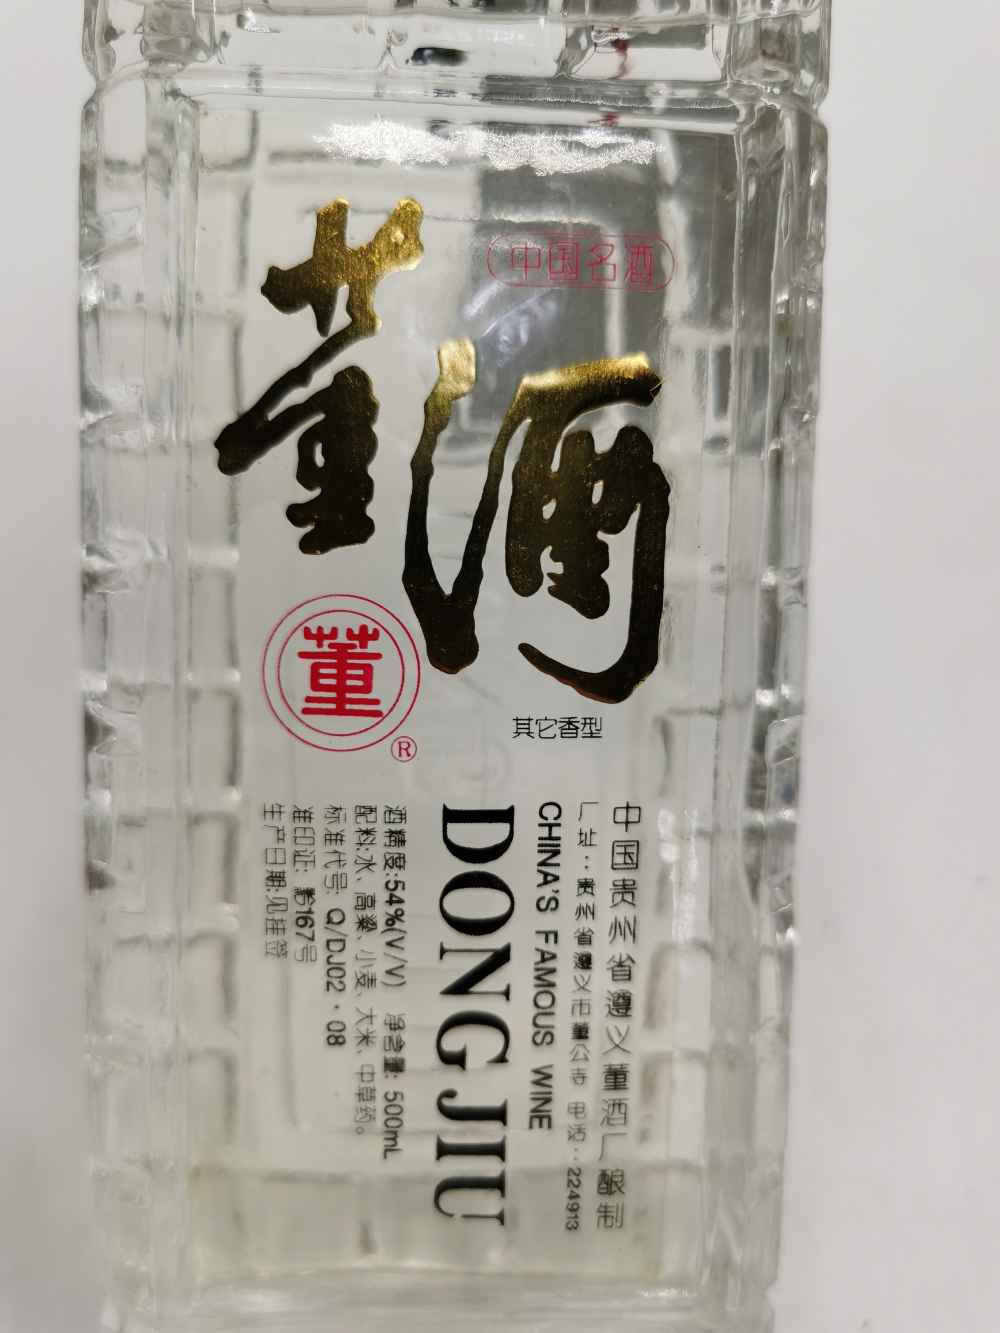 中国名酒
董酒
董
®
其它香型
中国贵州省遵义董酒厂酿制
厂址：贵州省遵义市董公寺 电话：224913
CHINA'S FAMOUS WINE
DONG JIU
酒精度:54%(V/V) 净含量: 500mL
配料:水、高粱、小麦、大米、中草药。
标准代号: Q/DJ02·08
准印证: 黔167号
生产日期:见挂签